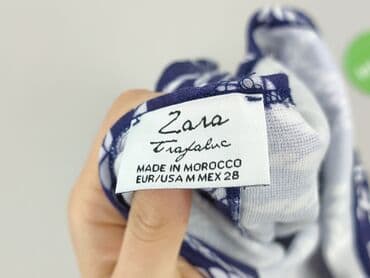 Zara
Trafaluc
MADE IN MOROCCO
EUR/USA M MEX 28